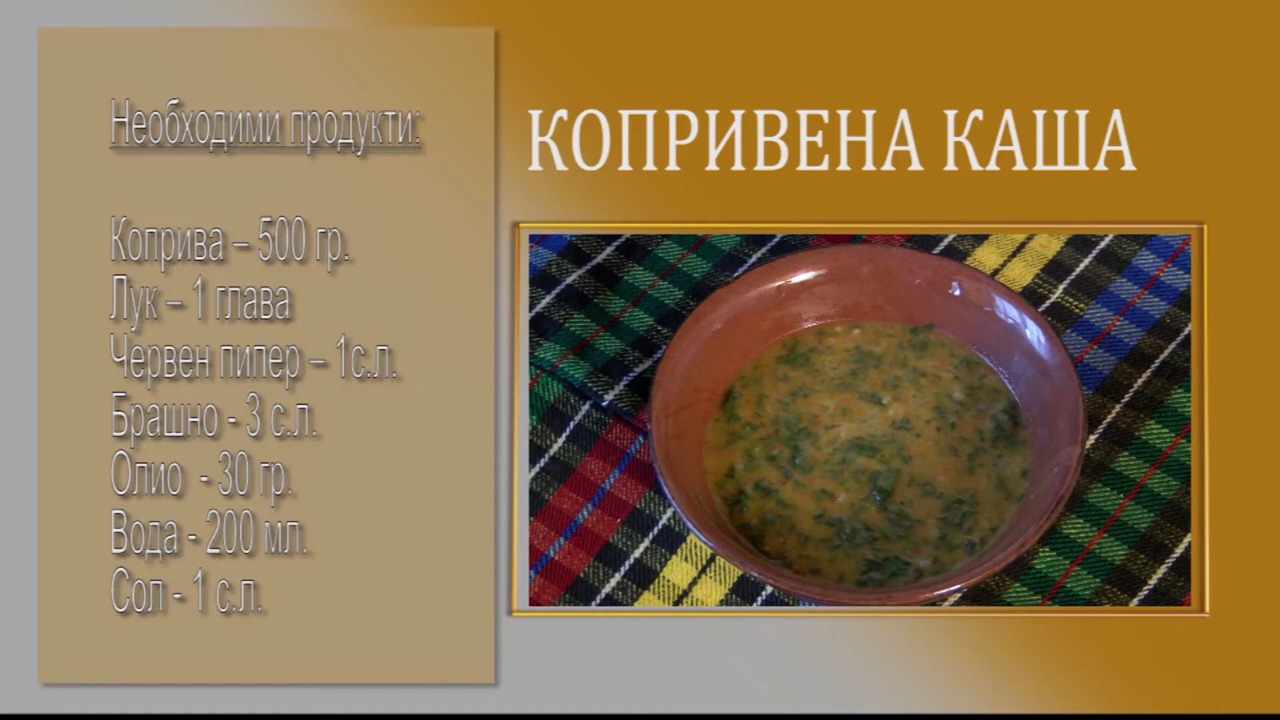 Необходими продукти:
Коприва – 500 гр.
Лук – 1 глава
Червен пипер – 1с.л.
Брашно - 3 с.л.
Олио - 30 гр.
Вода - 200 мл.
Сол - 1 с.л.
КОПРИВЕНА КАША